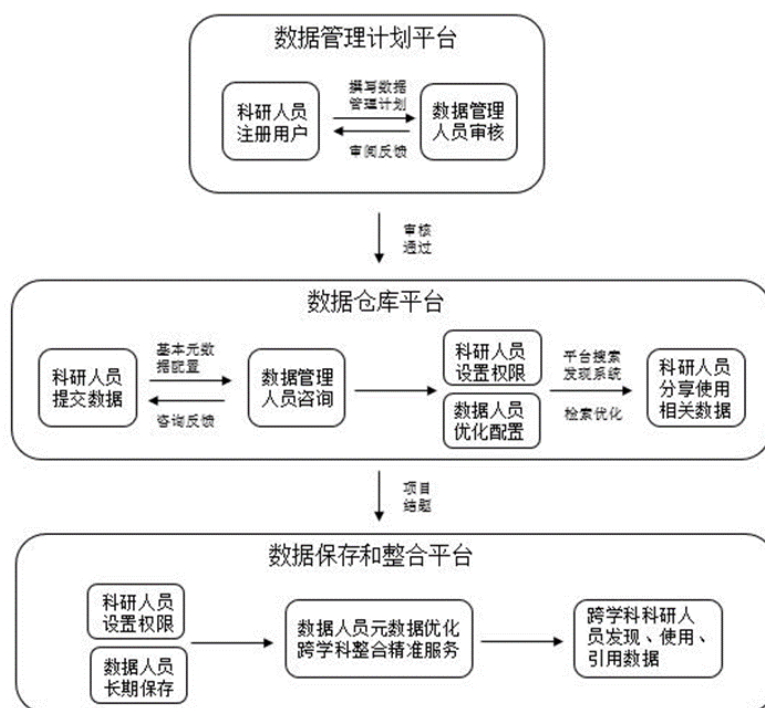 数据管理计划平台
科研人员
注册用户
撰写数据
管理计划
审阅反馈
数据管理
人员审核
审核
通过
数据仓库平台
科研人员
提交数据
基本元数
据配置
咨询反馈
数据管理
人员咨询
科研人员
设置权限
数据人员
优化配置
平台搜索
发现系统
检索优化
科研人员
分享使用
相关数据
项目
结题
数据保存和整合平台
科研人员
设置权限
数据人员
长期保存
数据人员元数据优化
跨学科整合精准服务
跨学科科研人
员发现、使用、
引用数据